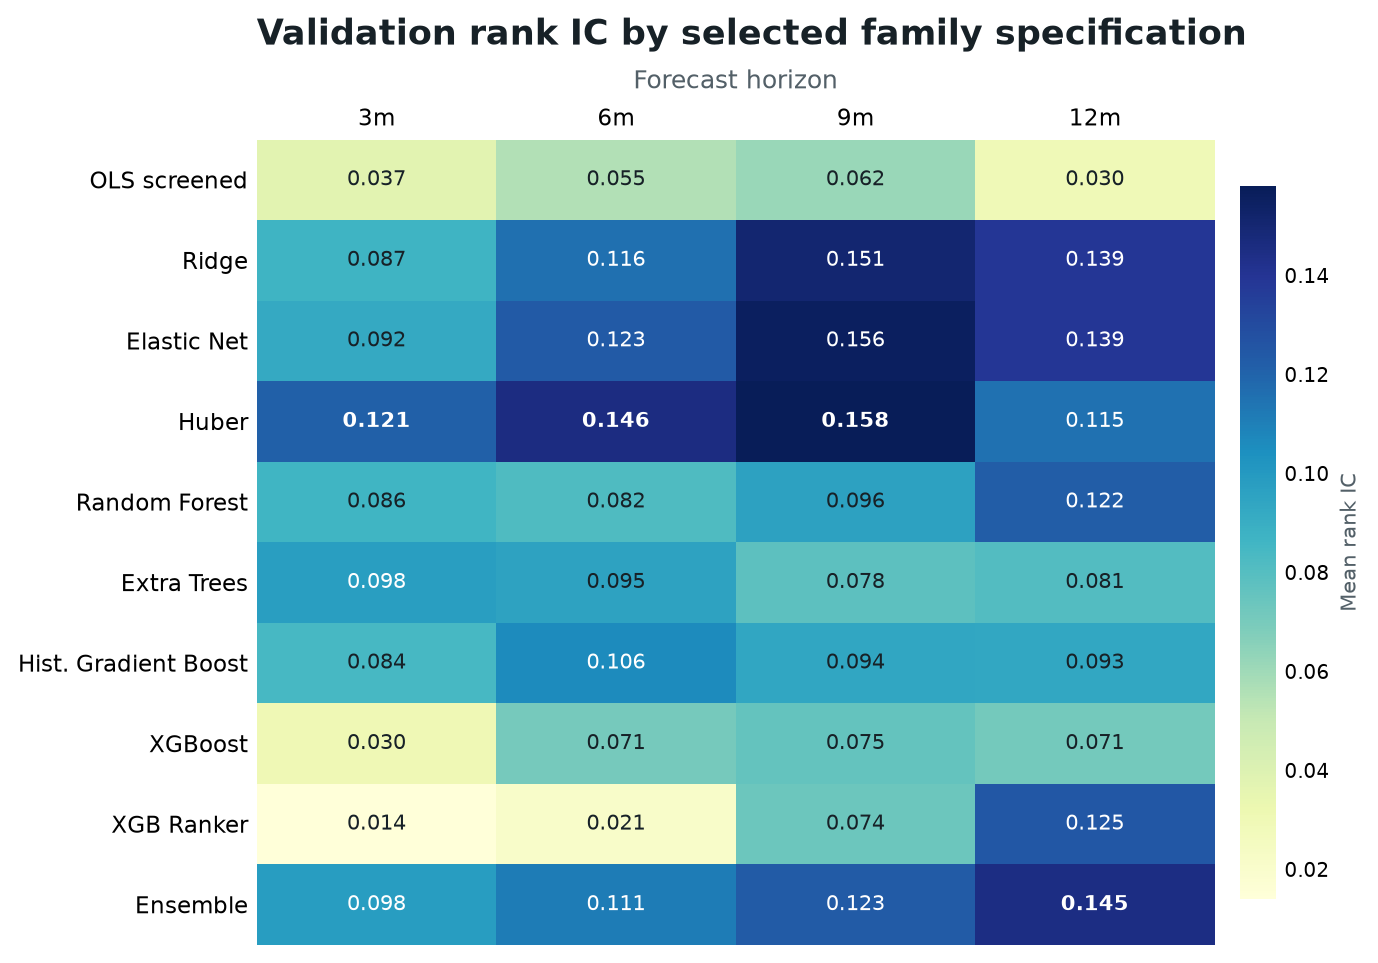 Validation rank IC by selected family specification
Forecast horizon
3m 6m 9m 12m
OLS screened 0.037 0.055 0.062 0.030
Ridge 0.087 0.116 0.151 0.139
Elastic Net 0.092 0.123 0.156 0.139
Huber 0.121 0.146 0.158 0.115
Random Forest 0.086 0.082 0.096 0.122
Extra Trees 0.098 0.095 0.078 0.081
Hist. Gradient Boost 0.084 0.106 0.094 0.093
XGBoost 0.030 0.071 0.075 0.071
XGB Ranker 0.014 0.021 0.074 0.125
Ensemble 0.098 0.111 0.123 0.145
0.14
0.12
0.10
0.08
0.06
0.04
0.02
Mean rank IC